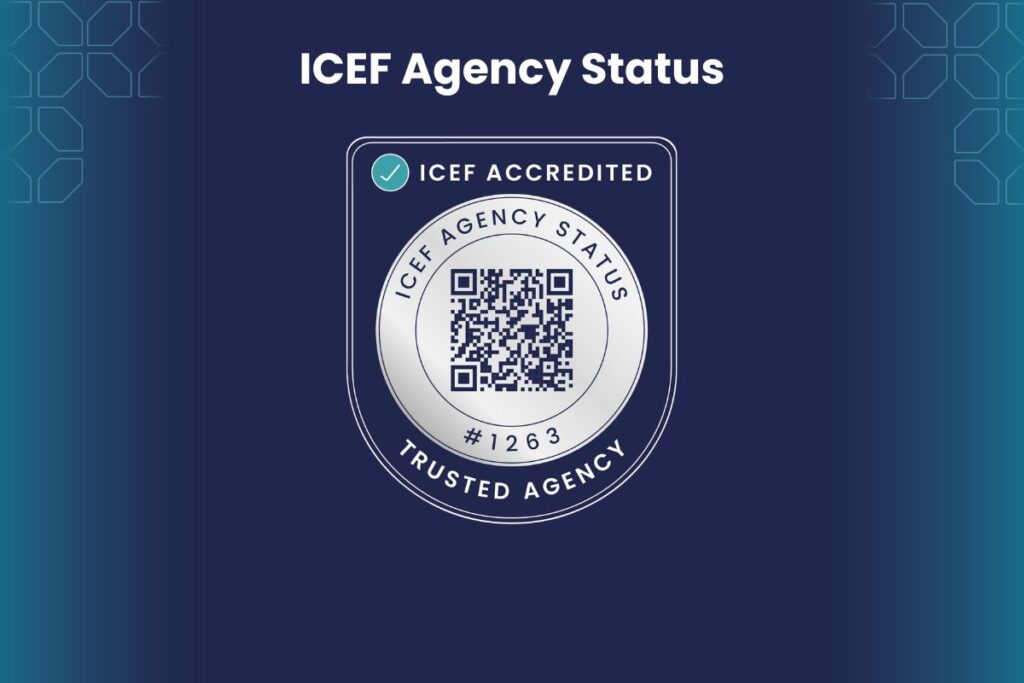 ICEF Agency Status
ICEF ACCREDITED
ICEF AGENCY STATUS
#1263
TRUSTED AGENCY